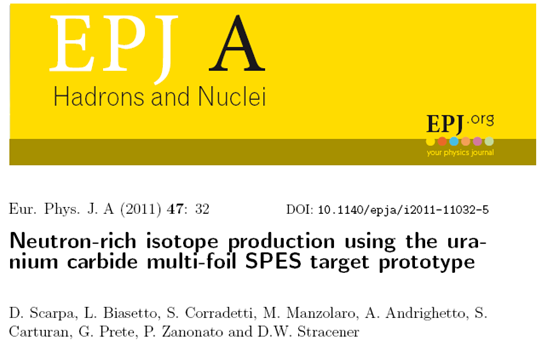 EPJ A
Hadrons and Nuclei
EPJ.org
your physics journal
Eur. Phys. J. A (2011) 47: 32 DOI: 10.1140/epja/i2011-11032-5
Neutron-rich isotope production using the ura-
nium carbide multi-foil SPES target prototype
D. Scarpa, L. Biasetto, S. Corradetti, M. Manzolaro, A. Andrighetto, S.
Carturan, G. Prete, P. Zanonato and D.W. Stracener